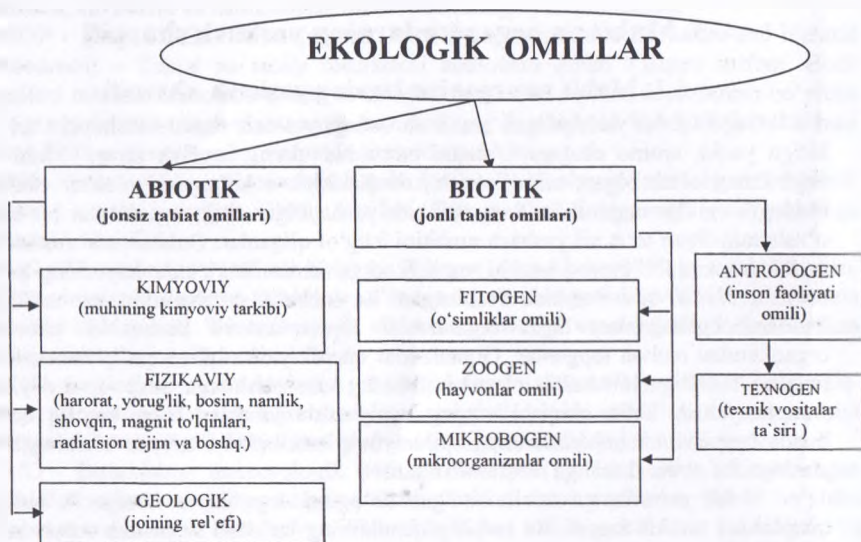 EKOLOGIK OMILLAR
ABIOTIK
(jonsiz tabiat omillari)
BIOTIK
(jonli tabiat omillari)
KIMYOVIY
(muhitning kimyoviy tarkibi)
FIZIKAVIY
(harorat, yorug'lik, bosim, namlik,
shovqin, magnit to'lqinlari,
radiatsion rejim va boshq.)
GEOLOGIK
(joining rel`efi)
FITOGEN
(o‘simliklar omili)
ZOOGEN
(hayvonlar omili)
MIKROBOGEN
(mikroorganizmlar omili)
ANTROPOGEN
(inson faoliyati
omili)
TEXNOGEN
(texnik vositalar
ta`siri )